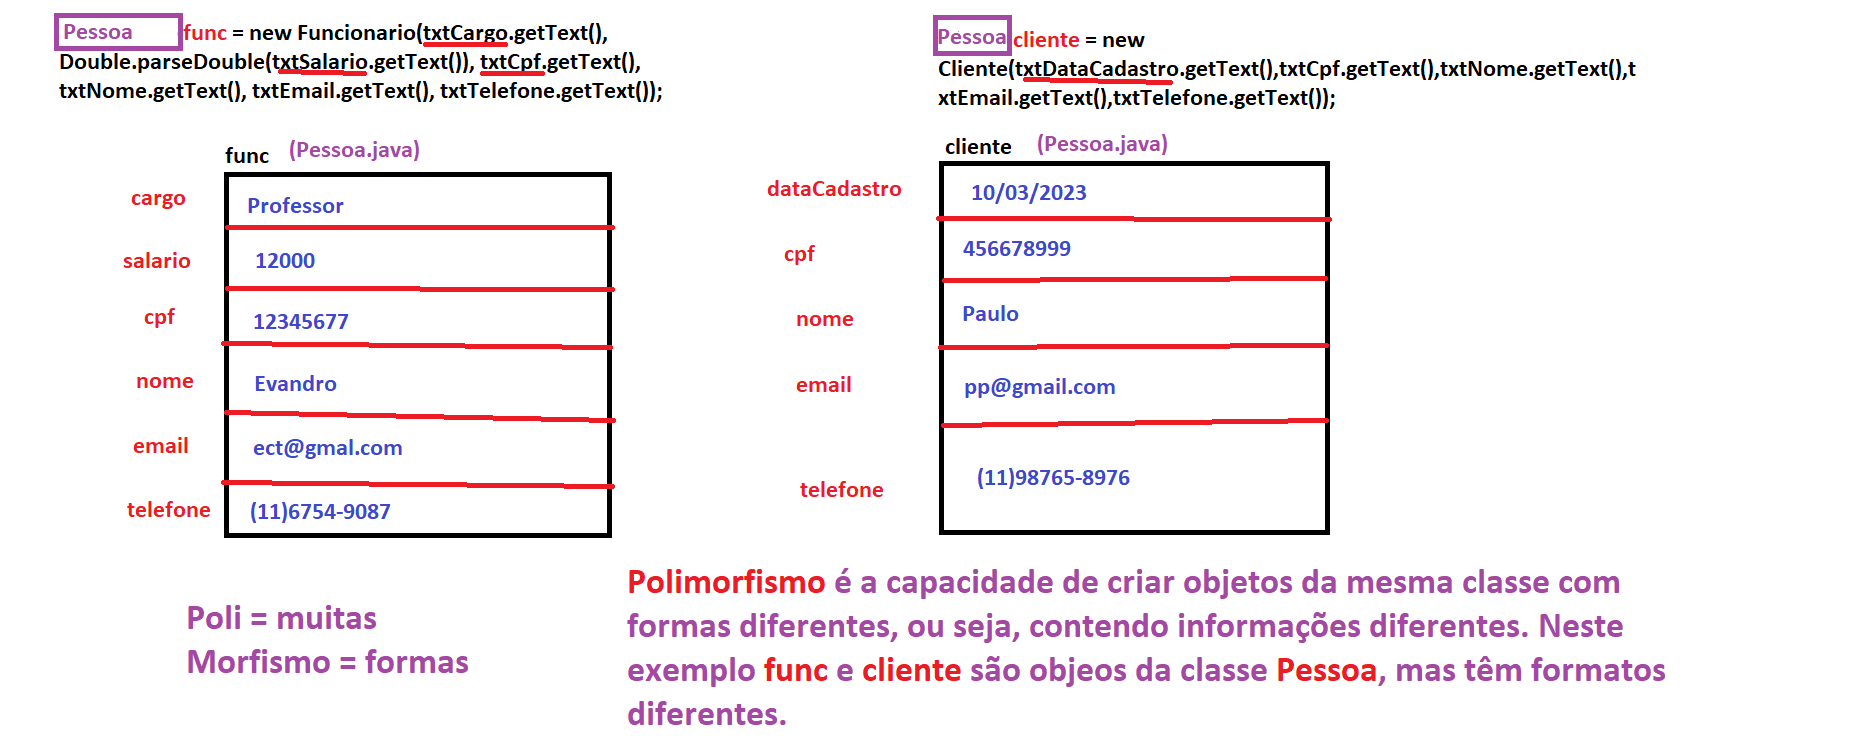 Pessoa func = new Funcionario(txtCargo.getText(),
Double.parseDouble(txtSalario.getText()), txtCpf.getText(),
txtNome.getText(), txtEmail.getText(), txtTelefone.getText());
func (Pessoa.java)
cargo Professor
salario 12000
cpf 12345677
nome Evandro
email ect@gmal.com
telefone (11)6754-9087
Pessoa cliente = new
Cliente(txtDataCadastro.getText(),txtCpf.getText(),txtNome.getText(),t
xtEmail.getText(),txtTelefone.getText());
cliente (Pessoa.java)
dataCadastro 10/03/2023
cpf 456678999
nome Paulo
email pp@gmail.com
telefone (11)98765-8976
Poli = muitas
Morfismo = formas
Polimorfismo é a capacidade de criar objetos da mesma classe com
formas diferentes, ou seja, contendo informações diferentes. Neste
exemplo func e cliente são objeos da classe Pessoa, mas têm formatos
diferentes.